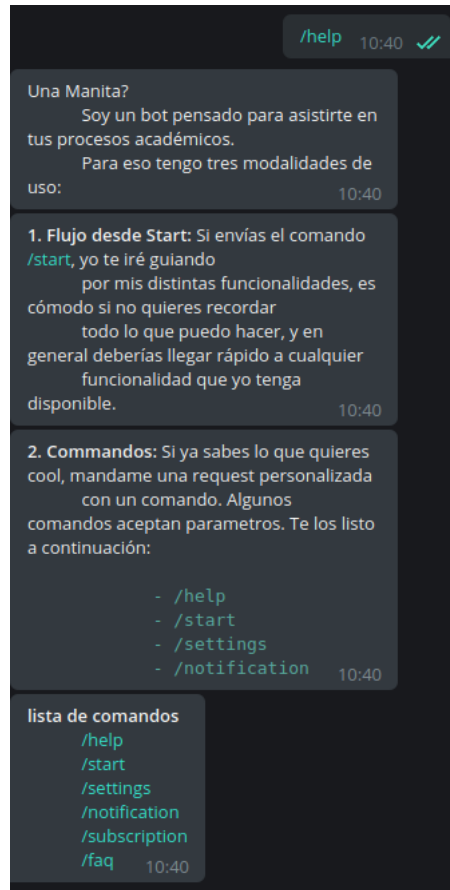 /help 10:40
Una Manita?
Soy un bot pensado para asistirte en
tus procesos académicos.
Para eso tengo tres modalidades de
uso: 10:40
1. Flujo desde Start: Si envías el comando
/start, yo te iré guiando
por mis distintas funcionalidades, es
cómodo si no quieres recordar
todo lo que puedo hacer, y en
general deberías llegar rápido a cualquier
funcionalidad que yo tenga
disponible. 10:40
2. Commandos: Si ya sabes lo que quieres
cool, mandame una request personalizada
con un comando. Algunos
comandos aceptan parametros. Te los listo
a continuación:
- /help
- /start
- /settings
- /notification 10:40
lista de comandos
/help
/start
/settings
/notification
/subscription
/faq 10:40